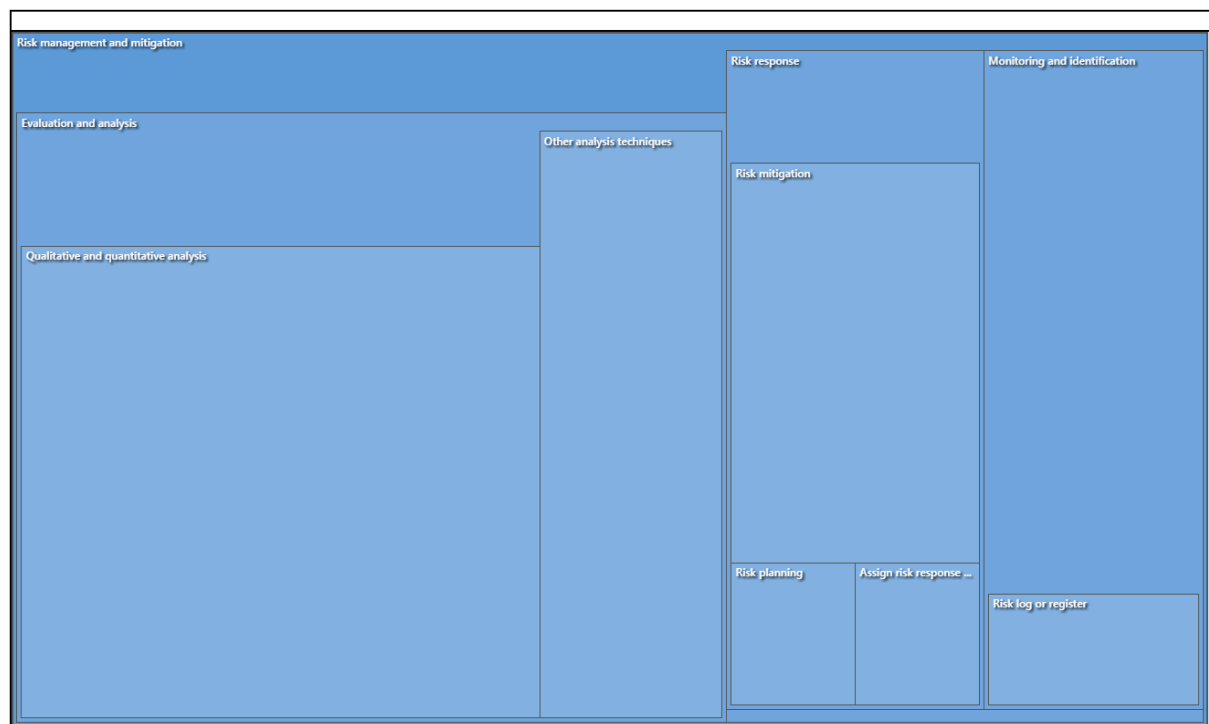 Risk management and mitigation
Risk response
Monitoring and identification
Evaluation and analysis
Other analysis techniques
Risk mitigation
Qualitative and quantitative analysis
Risk planning
Assign risk response ...
Risk log or register